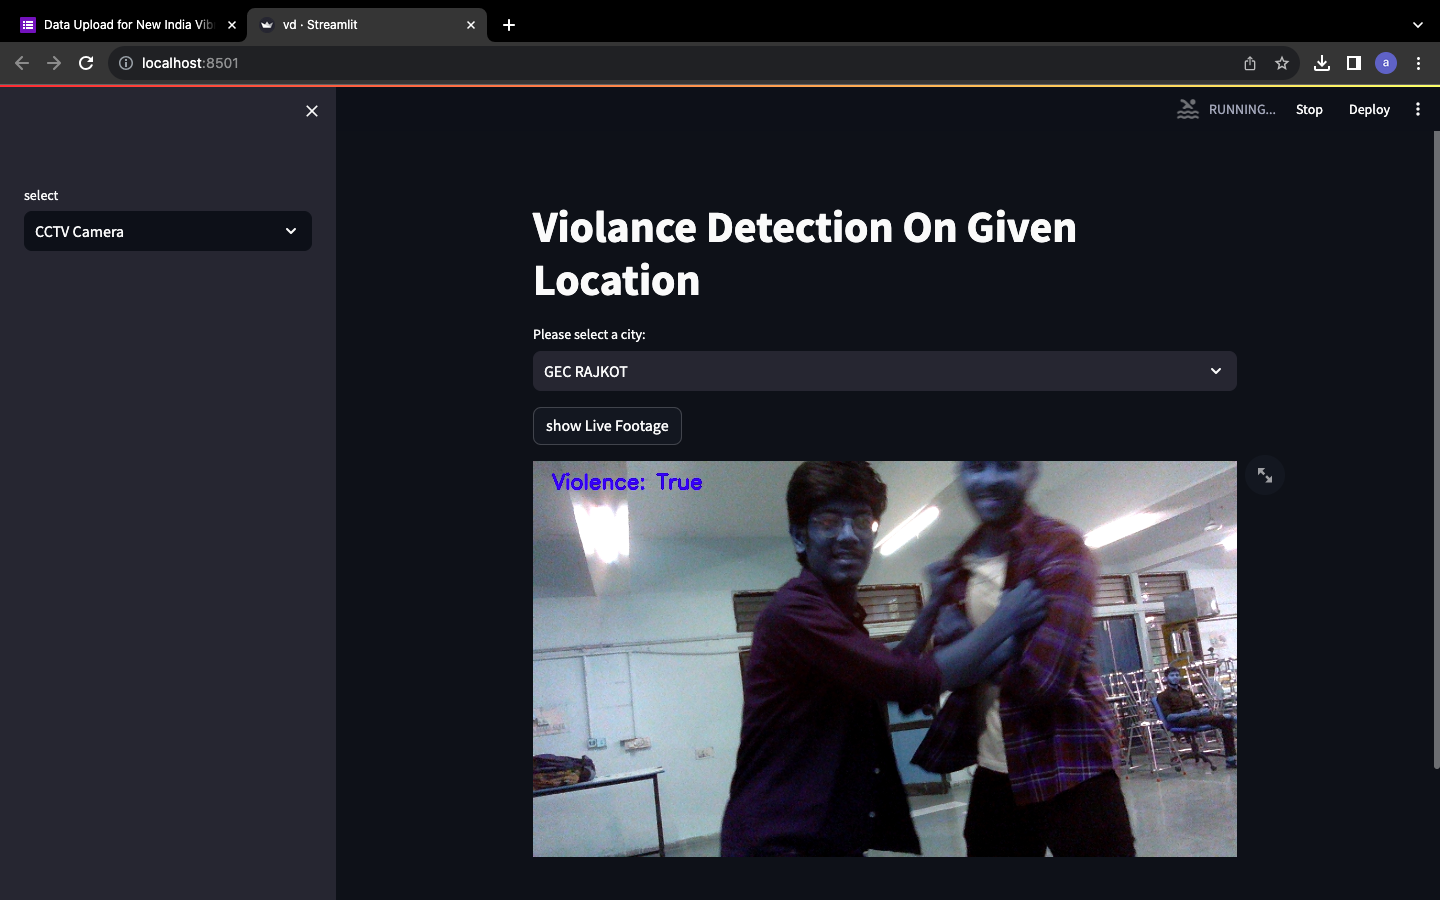 Data Upload for New India Vib
vd · Streamlit
localhost:8501
a
RUNNING...
Stop
Deploy
select
CCTV Camera
Violance Detection On Given
Location
Please select a city:
GEC RAJKOT
show Live Footage
Violence: True